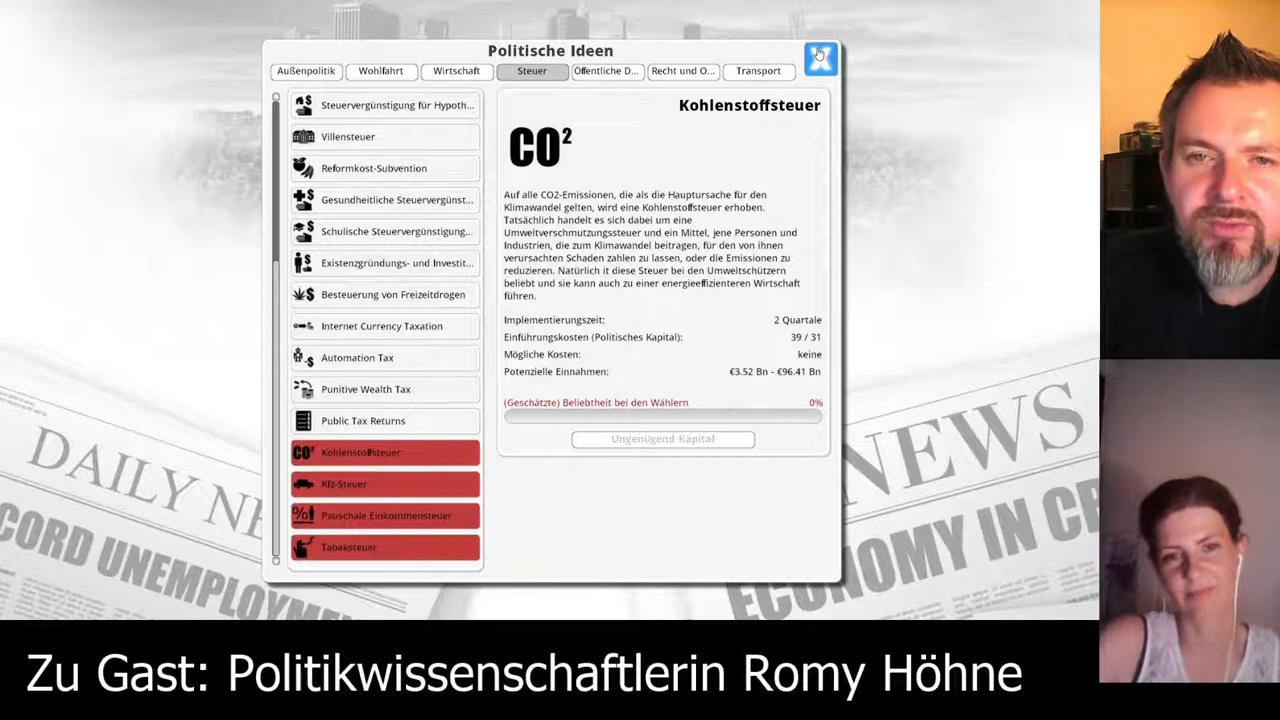 Politische Ideen
X
Außenpolitik
Wohlfahrt
Wirtschaft
Steuer
Öffentliche D...
Recht und O...
Transport
Steuervergünstigung für Hypoth...
Villensteuer
Reformkost-Subvention
Gesundheitliche Steuervergünst...
Schulische Steuervergünstigung...
Existenzgründungs- und Investit...
Besteuerung von Freizeitdrogen
Internet Currency Taxation
Automation Tax
Punitive Wealth Tax
Public Tax Returns
CO² Kohlenstoffsteuer
Kfz-Steuer
Pauschale Einkommensteuer
Tabaksteuer
Kohlenstoffsteuer
CO²
Auf alle CO2-Emissionen, die als die Hauptursache für den
Klimawandel gelten, wird eine Kohlenstoffsteuer erhoben.
Tatsächlich handelt es sich dabei um eine
Umweltverschmutzungssteuer und ein Mittel, jene Personen und
Industrien, die zum Klimawandel beitragen, für den von ihnen
verursachten Schaden zahlen zu lassen, oder die Emissionen zu
reduzieren. Natürlich it diese Steuer bei den Umweltschützern
beliebt und sie kann auch zu einer energieeffizienteren Wirtschaft
führen.
Implementierungszeit: 2 Quartale
Einführungskosten (Politisches Kapital): 39 / 31
Mögliche Kosten: keine
Potenzielle Einnahmen: €3.52 Bn - €96.41 Bn
(Geschätzte) Beliebtheit bei den Wählern 0%
Ungenügend Kapital
DAILY N
CORD UNEMPLOYME
NEWS
ECONOMY IN CR
Zu Gast: Politikwissenschaftlerin Romy Höhne